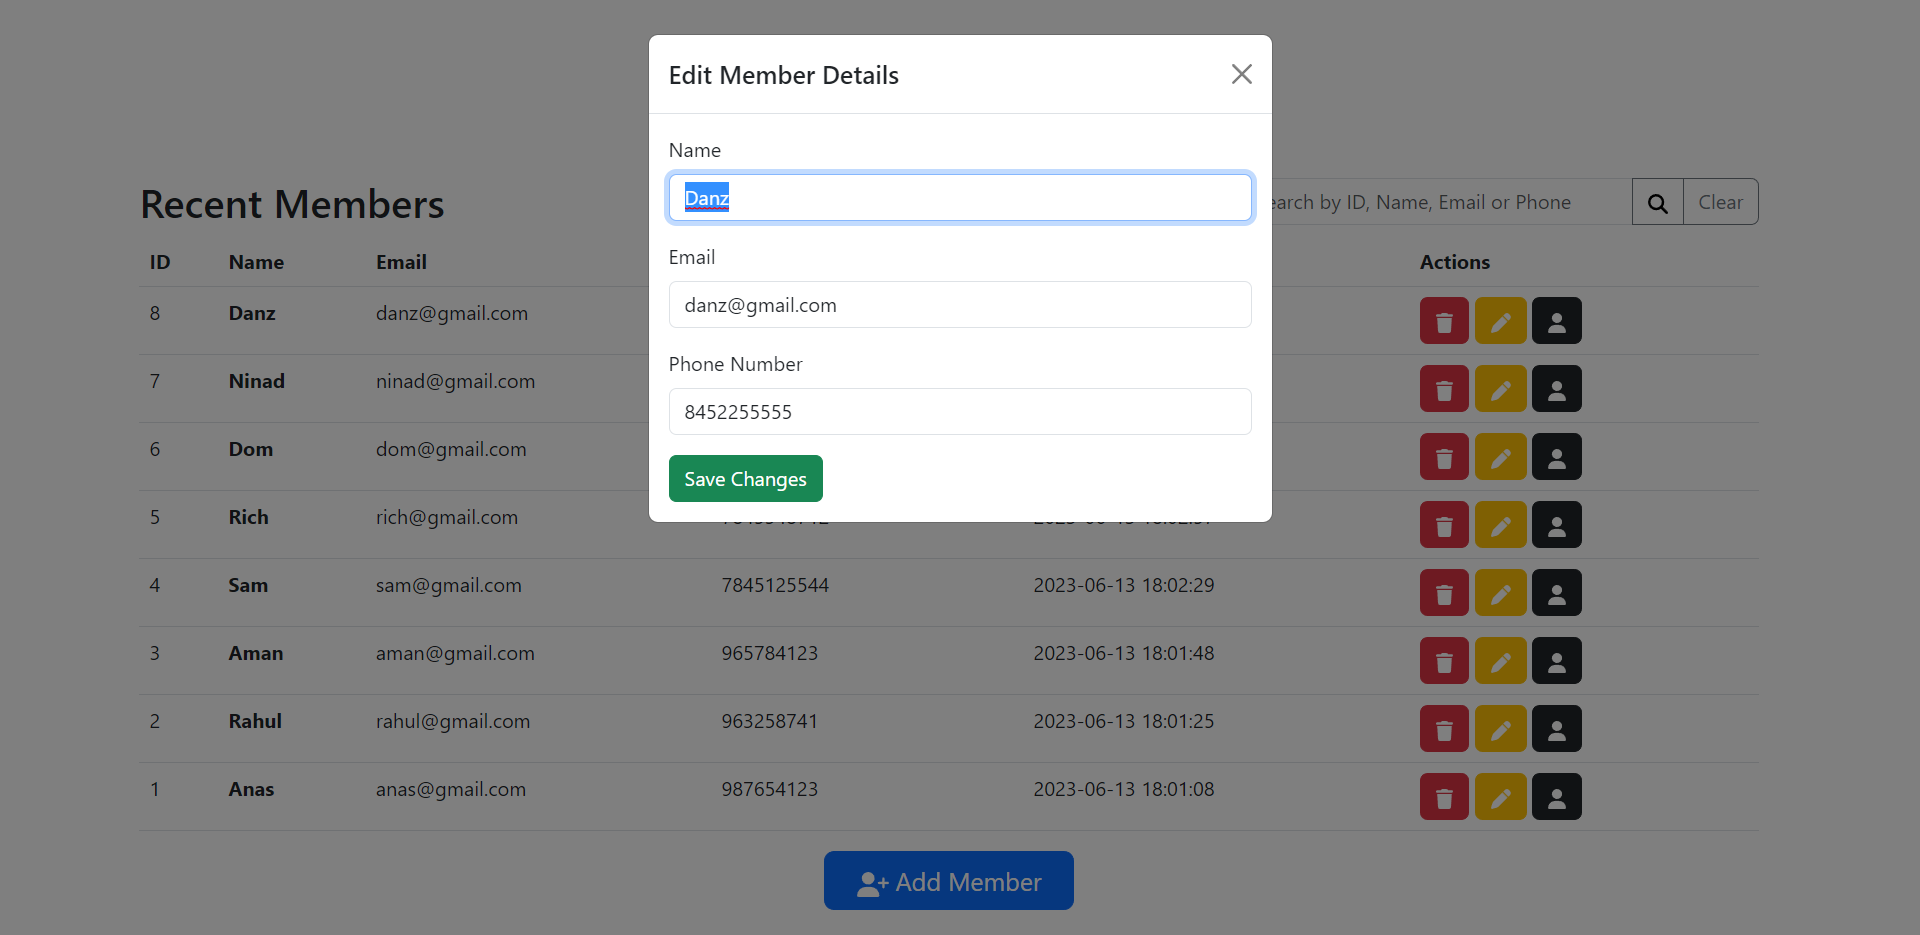 Edit Member Details
Name
Danz
Email
danz@gmail.com
Phone Number
8452255555
Save Changes
Recent Members
by ID, Name, Email or Phone
Clear
ID Name Email Actions
8 Danz danz@gmail.com
7 Ninad ninad@gmail.com
6 Dom dom@gmail.com
5 Rich rich@gmail.com
4 Sam sam@gmail.com 7845125544 2023-06-13 18:02:29
3 Aman aman@gmail.com 965784123 2023-06-13 18:01:48
2 Rahul rahul@gmail.com 963258741 2023-06-13 18:01:25
1 Anas anas@gmail.com 987654123 2023-06-13 18:01:08
Add Member